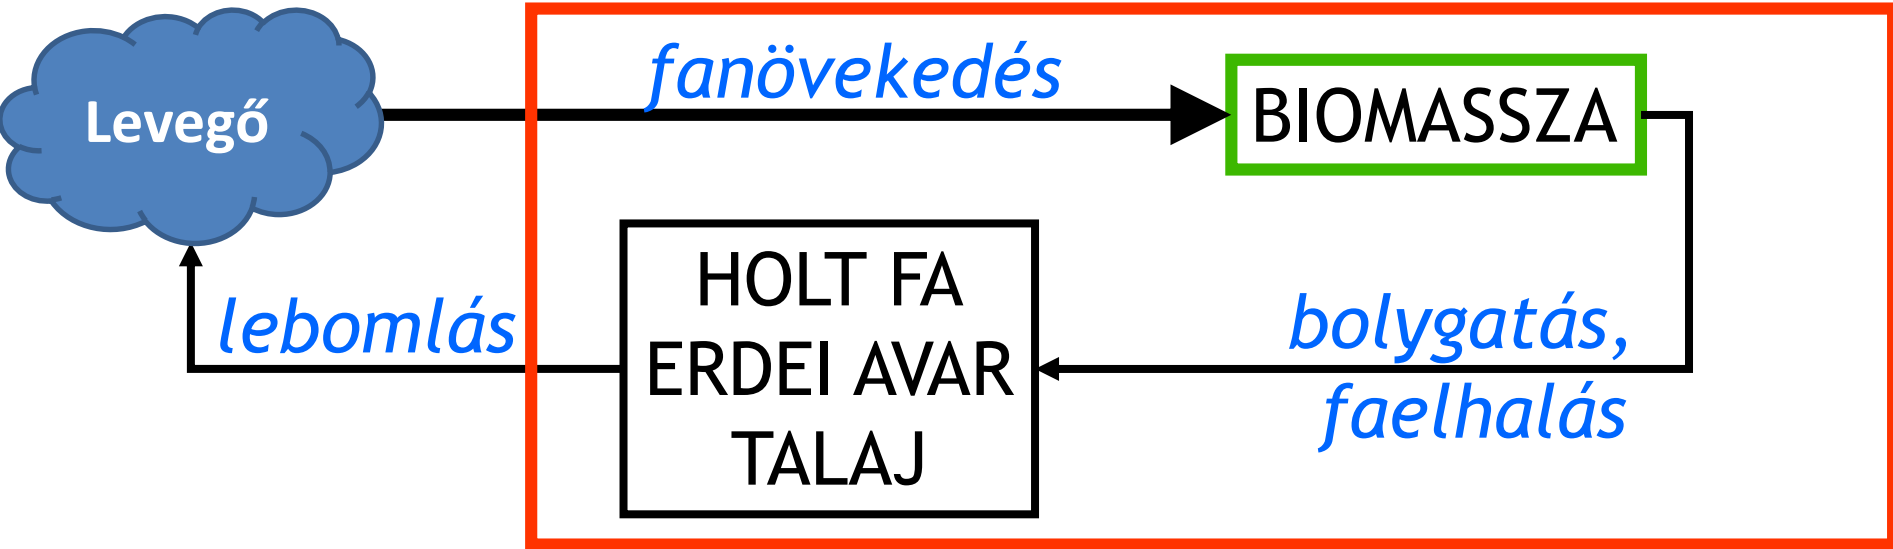 Levegő
fanövekedés
BIOMASSZA
HOLT FA
ERDEI AVAR
TALAJ
lebomlás
bolygatás,
faelhalás